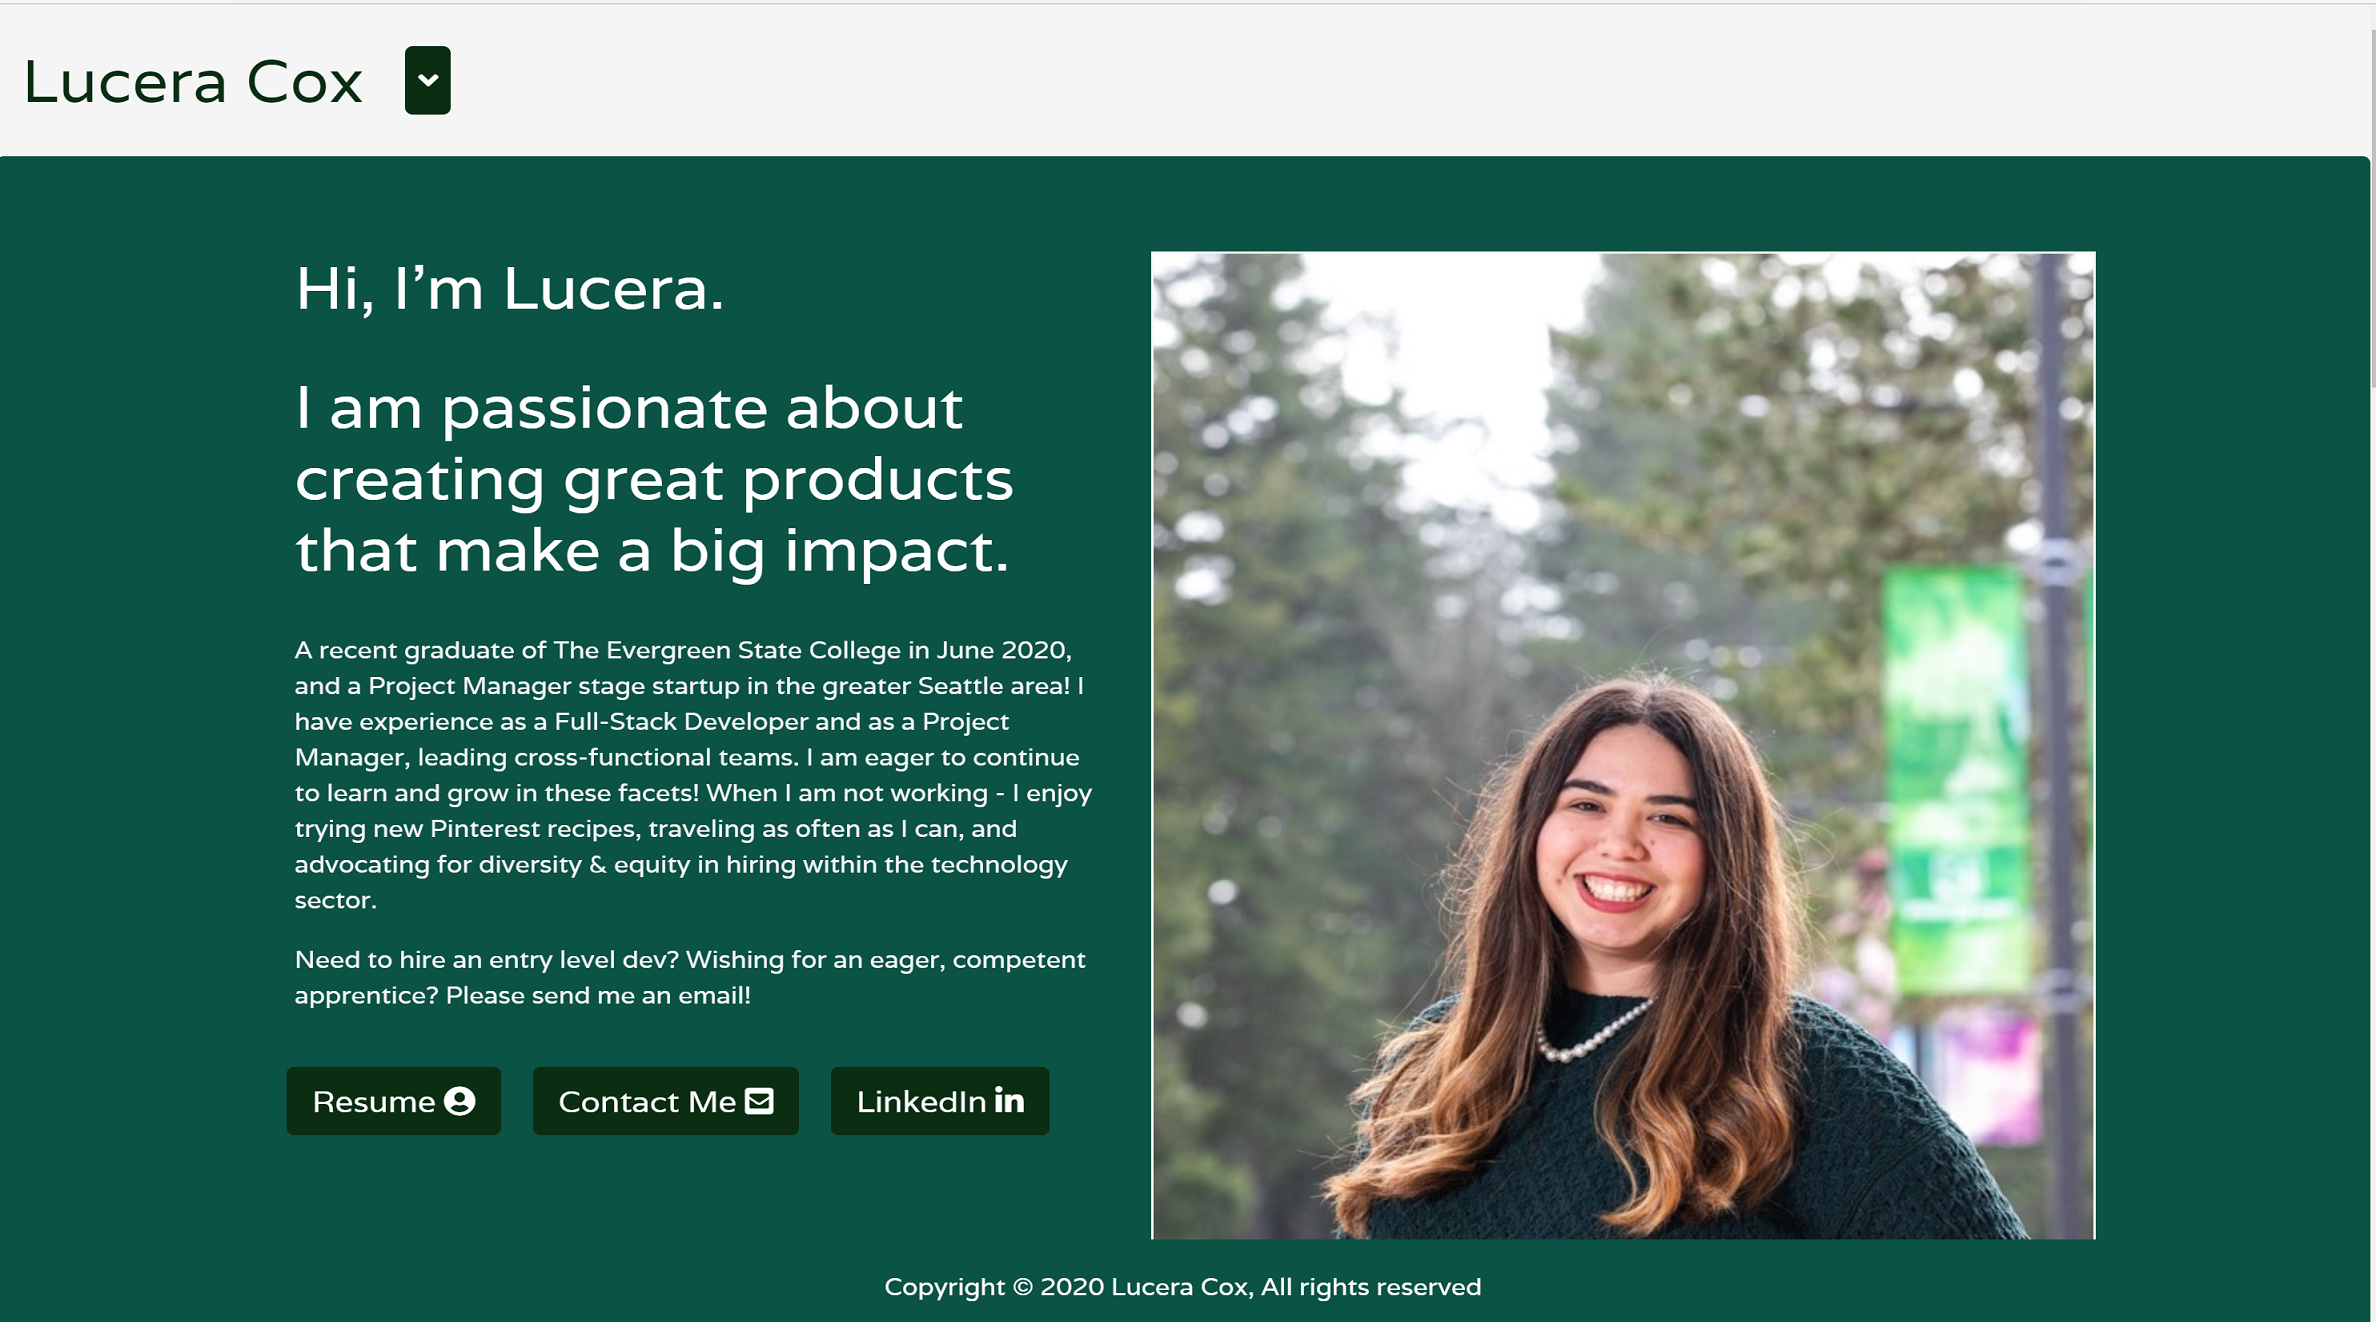 Lucera Cox
Hi, I'm Lucera.
I am passionate about
creating great products
that make a big impact.
A recent graduate of The Evergreen State College in June 2020,
and a Project Manager stage startup in the greater Seattle area! I
have experience as a Full-Stack Developer and as a Project
Manager, leading cross-functional teams. I am eager to continue
to learn and grow in these facets! When I am not working - I enjoy
trying new Pinterest recipes, traveling as often as I can, and
advocating for diversity & equity in hiring within the technology
sector.
Need to hire an entry level dev? Wishing for an eager, competent
apprentice? Please send me an email!
Resume
Contact Me
LinkedIn in
Copyright © 2020 Lucera Cox, All rights reserved